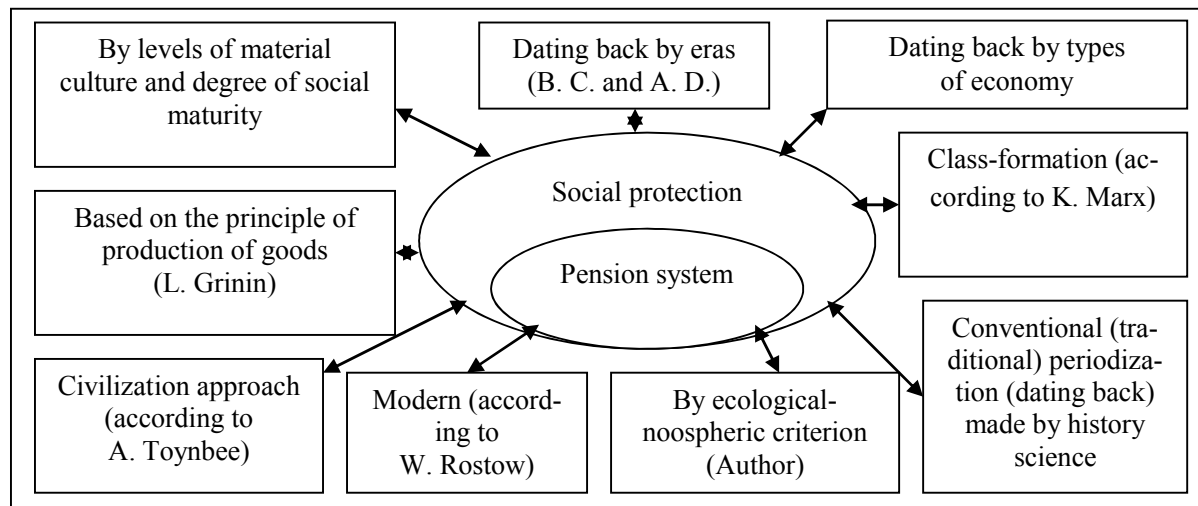 By levels of material
culture and degree of social
maturity
Dating back by eras
(B. C. and A. D.)
Dating back by types
of economy
Social protection
Class-formation (ac-
cording to K. Marx)
Based on the principle of
production of goods
(L. Grinin)
Pension system
Civilization approach
(according to
A. Toynbee)
Modern (accord-
ing to
W. Rostow)
By ecological-
noospheric criterion
(Author)
Conventional (tra-
ditional) periodiza-
tion (dating back)
made by history
science